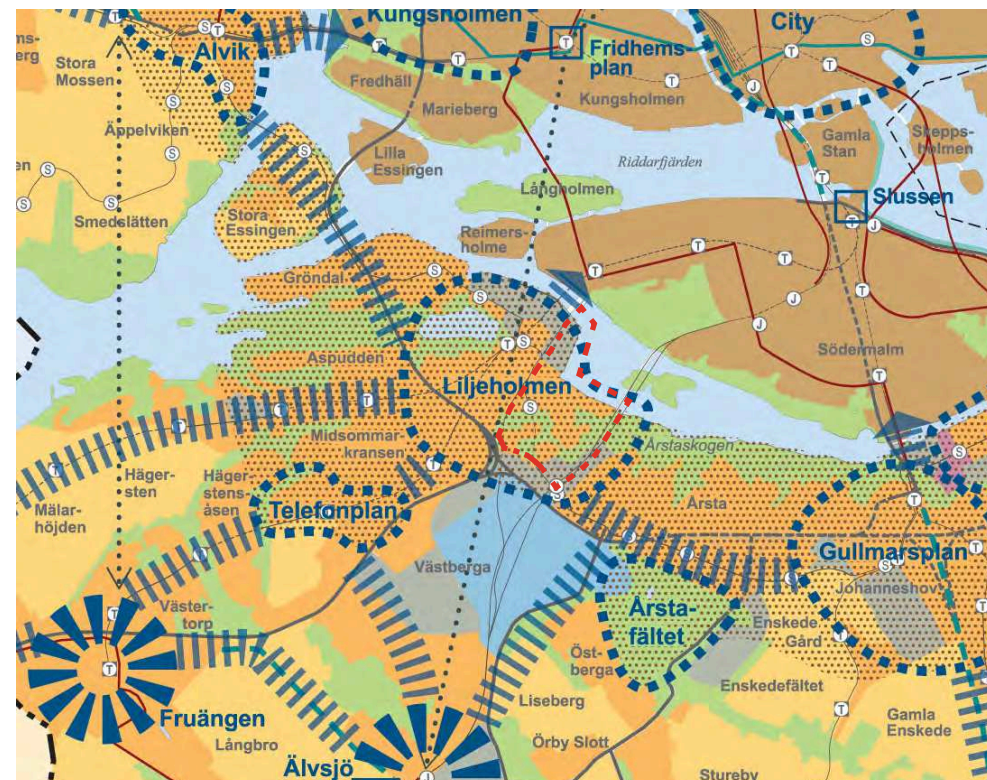 Kungsholmen
City
Alvik
Fridhems-
plan
Stora
Mossen
Fredhäll
Marieberg
Kungsholmen
Äppelviken
Lilla
Essingen
Riddarfjärden
Gamla
Stan
Skepps-
holmen
Långholmen
Slussen
Smedslätten
Stora
Essingen
Reimers-
holme
Gröndal
Aspudden
Liljeholmen
Södermalm
Midsommar-
kransen
Årstaskogen
Häger-
sten
Häger-
stens-
åsen
Mälar-
höjden
Telefonplan
Årsta
Gullmarsplan
Västberga
Johanneshov
Väster-
torp
Årsta-
fältet
Enskede
Gård
Öst-
berga
Enskedefältet
Fruängen
Liseberg
Gamla
Enskede
Långbro
Örby Slott
Älvsjö
Stureby